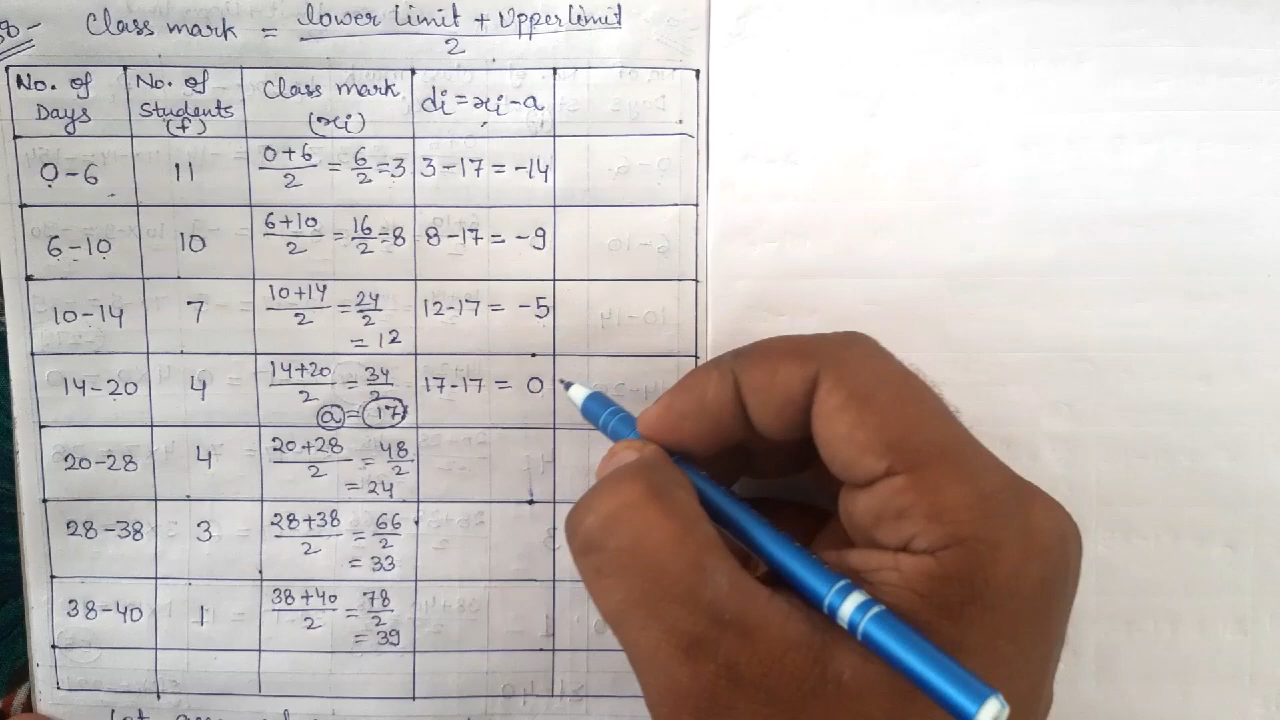 Class mark = lower limit + Upper limit / 2
No. of Days | No. of Students (f) | Class mark (xi) | di = xi - a
0-6 | 11 | 0+6/2 = 6/2 = 3 | 3-17 = -14
6-10 | 10 | 6+10/2 = 16/2 = 8 | 8-17 = -9
10-14 | 7 | 10+14/2 = 24/2 = 12 | 12-17 = -5
14-20 | 4 | 14+20/2 = 34/2 a = 17 | 17-17 = 0
20-28 | 4 | 20+28/2 = 48/2 = 24
28-38 | 3 | 28+38/2 = 66/2 = 33
38-40 | 1 | 38+40/2 = 78/2 = 39